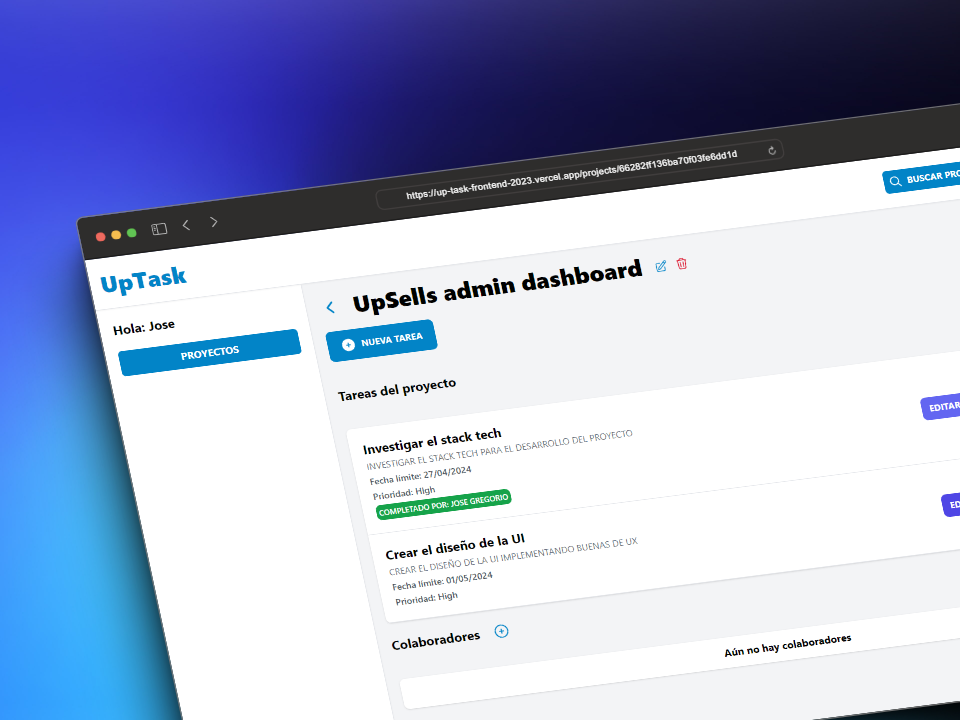 https://up-task-frontend-2023.vercel.app/projects/66282ff136ba70f03fe6dd1d
BUSCAR PRO
UpTask
Hola: Jose
PROYECTOS
UpSells admin dashboard
NUEVA TAREA
Tareas del proyecto
Investigar el stack tech
INVESTIGAR EL STACK TECH PARA EL DESARROLLO DEL PROYECTO
Fecha limite: 27/04/2024
Prioridad: High
COMPLETADO POR: JOSE GREGORIO
EDITAR
Crear el diseño de la UI
CREAR EL DISEÑO DE LA UI IMPLEMENTANDO BUENAS DE UX
Fecha limite: 01/05/2024
Prioridad: High
ED
Colaboradores
Aún no hay colaboradores